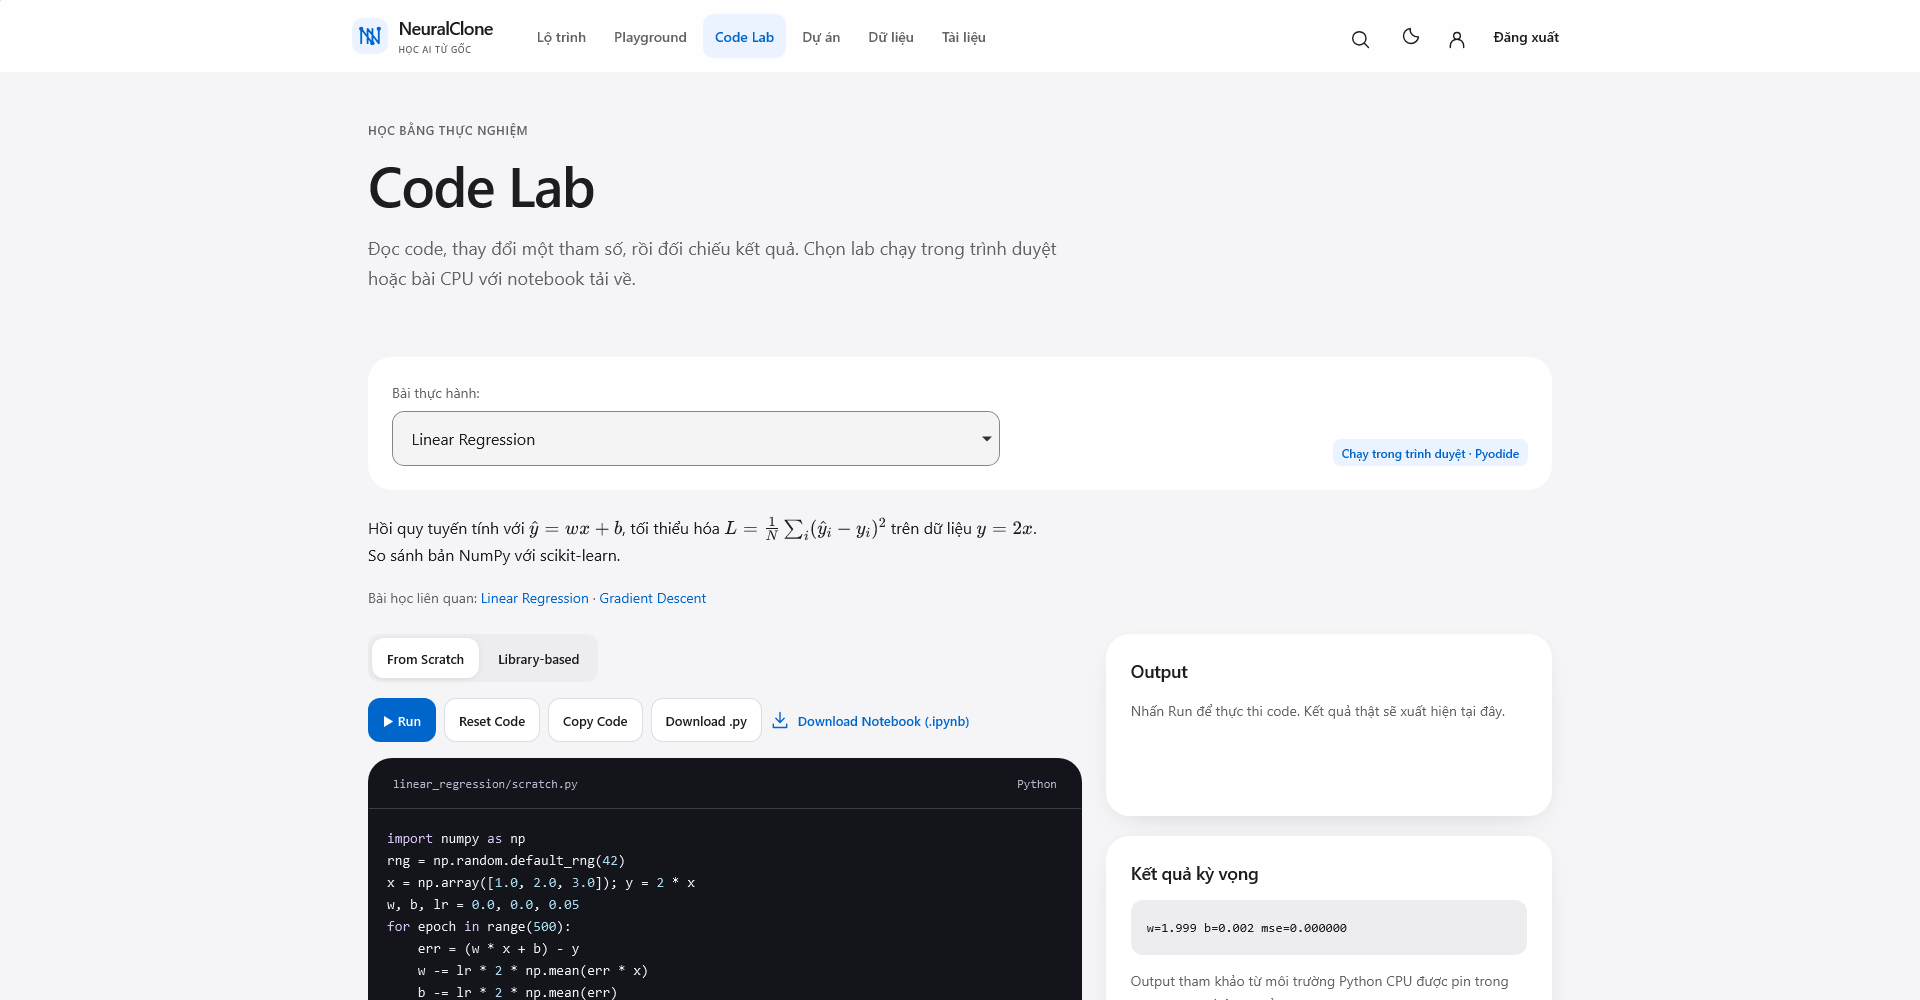 NeuralClone
HỌC AI TỪ GỐC
Lộ trình
Playground
Code Lab
Dự án
Dữ liệu
Tài liệu
Đăng xuất
HỌC BẰNG THỰC NGHIỆM
Code Lab
Đọc code, thay đổi một tham số, rồi đối chiếu kết quả. Chọn lab chạy trong trình duyệt
hoặc bài CPU với notebook tải về.
Bài thực hành:
Linear Regression
Chạy trong trình duyệt · Pyodide
Hồi quy tuyến tính với ŷ = wx + b, tối thiểu hóa L = 1/N ∑ᵢ(ŷᵢ − yᵢ)² trên dữ liệu y = 2x.
So sánh bản NumPy với scikit-learn.
Bài học liên quan: Linear Regression · Gradient Descent
From Scratch
Library-based
▶ Run
Reset Code
Copy Code
Download .py
Download Notebook (.ipynb)
linear_regression/scratch.py
Python
import numpy as np
rng = np.random.default_rng(42)
x = np.array([1.0, 2.0, 3.0]); y = 2 * x
w, b, lr = 0.0, 0.0, 0.05
for epoch in range(500):
    err = (w * x + b) - y
    w -= lr * 2 * np.mean(err * x)
    b -= lr * 2 * np.mean(err)
Output
Nhấn Run để thực thi code. Kết quả thật sẽ xuất hiện tại đây.
Kết quả kỳ vọng
w=1.999 b=0.002 mse=0.000000
Output tham khảo từ môi trường Python CPU được pin trong